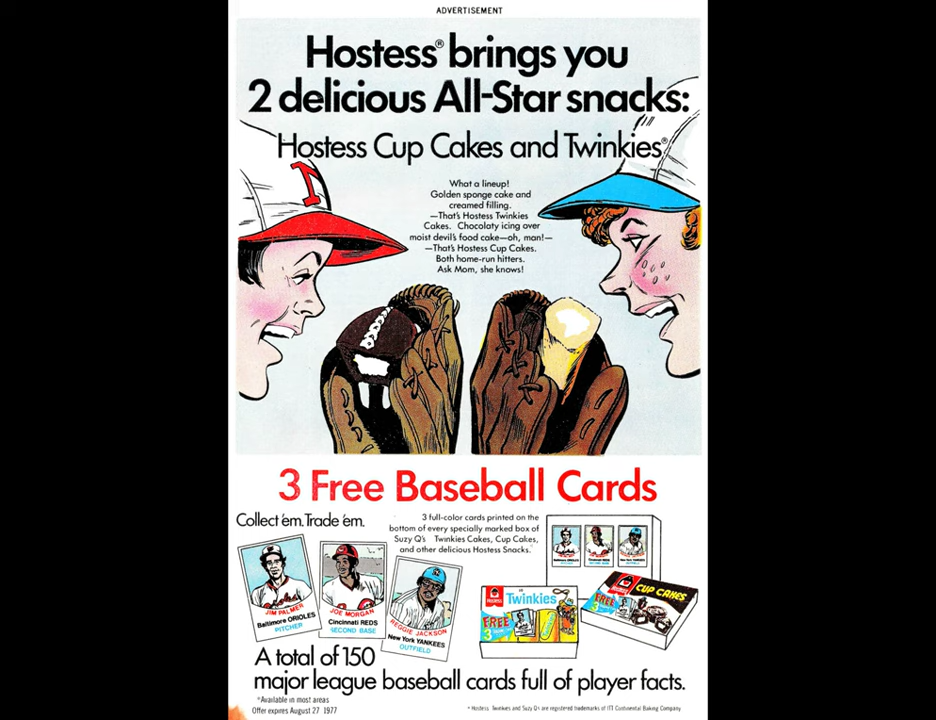 ADVERTISEMENT
Hostess® brings you
2 delicious All-Star snacks:
Hostess Cup Cakes and Twinkies®
What a lineup!
Golden sponge cake and
creamed filling.
—That's Hostess Twinkies
Cakes. Chocolaty icing over
moist devil's food cake—oh, man!—
—That's Hostess Cup Cakes.
Both home-run hitters.
Ask Mom, she knows!
3 Free Baseball Cards
Collect 'em. Trade 'em.
3 full-color cards printed on the
bottom of every specially marked box of
Suzy Q's Twinkies Cakes, Cup Cakes,
and other delicious Hostess Snacks.*
JIM PALMER
Baltimore ORIOLES
PITCHER
JOE MORGAN
Cincinnati REDS
SECOND BASE
REGGIE JACKSON
New York YANKEES
OUTFIELD
Twinkies
FREE
3
CUP CAKES
FREE
3
A total of 150
major league baseball cards full of player facts.
*Available in most areas
Offer expires August 27 1977
® Hostess Twinkies and Suzy Q's are registered trademarks of ITT Continental Baking Company